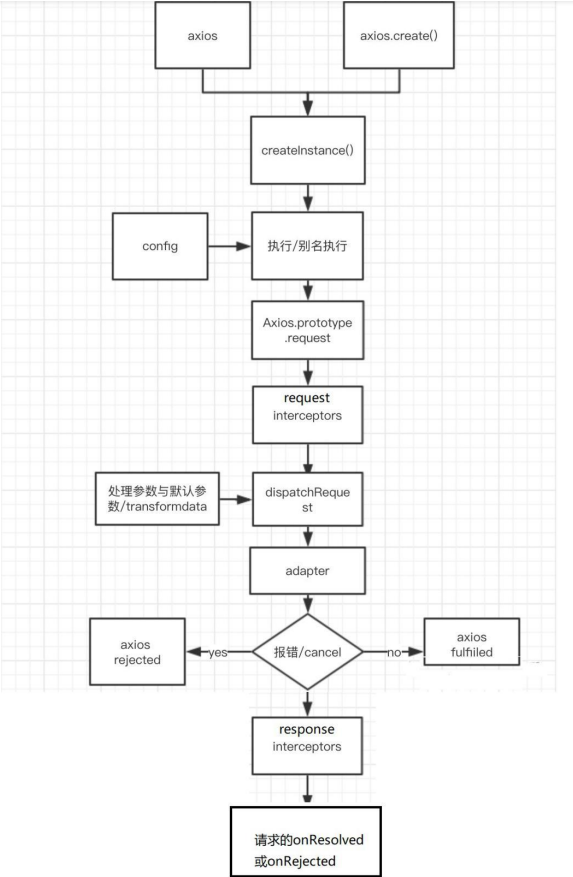 axios
axios.create()
createInstance()
config
执行/别名执行
Axios.prototype
.request
request
interceptors
处理参数与默认参
数/transformdata
dispatchReque
st
adapter
axios
rejected
yes
报错/cancel
no
axios
fulfiiled
response
interceptors
请求的onResolved
或onRejected